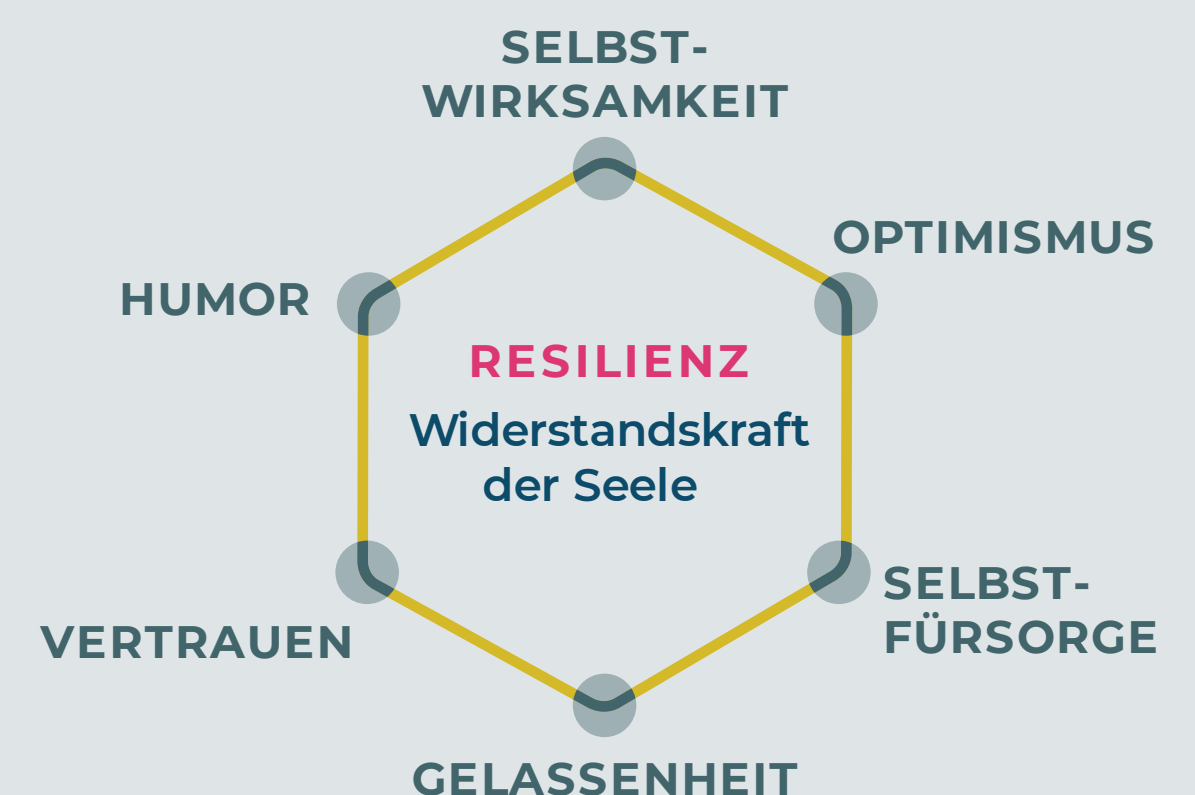 SELBST-
WIRKSAMKEIT
OPTIMISMUS
HUMOR
RESILIENZ
Widerstandskraft
der Seele
SELBST-
FÜRSORGE
VERTRAUEN
GELASSENHEIT